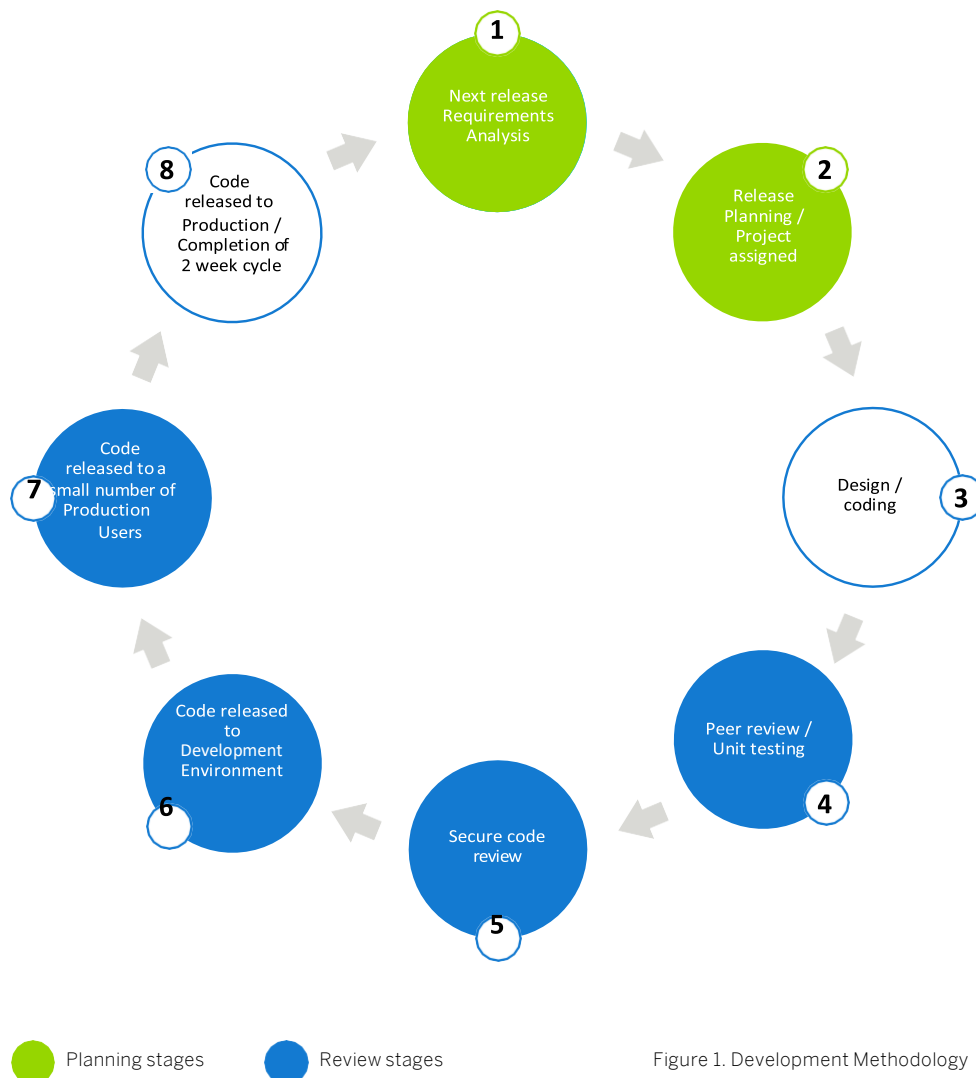 1
Next release
Requirements
Analysis
2
Release
Planning /
Project
assigned
3
Design /
coding
4
Peer review /
Unit testing
5
Secure code
review
6
Code released
to
Development
Environment
7
Code
released to a
small number of
Production
Users
8
Code
released to
Production /
Completion of
2 week cycle
Planning stages
Review stages
Figure 1. Development Methodology